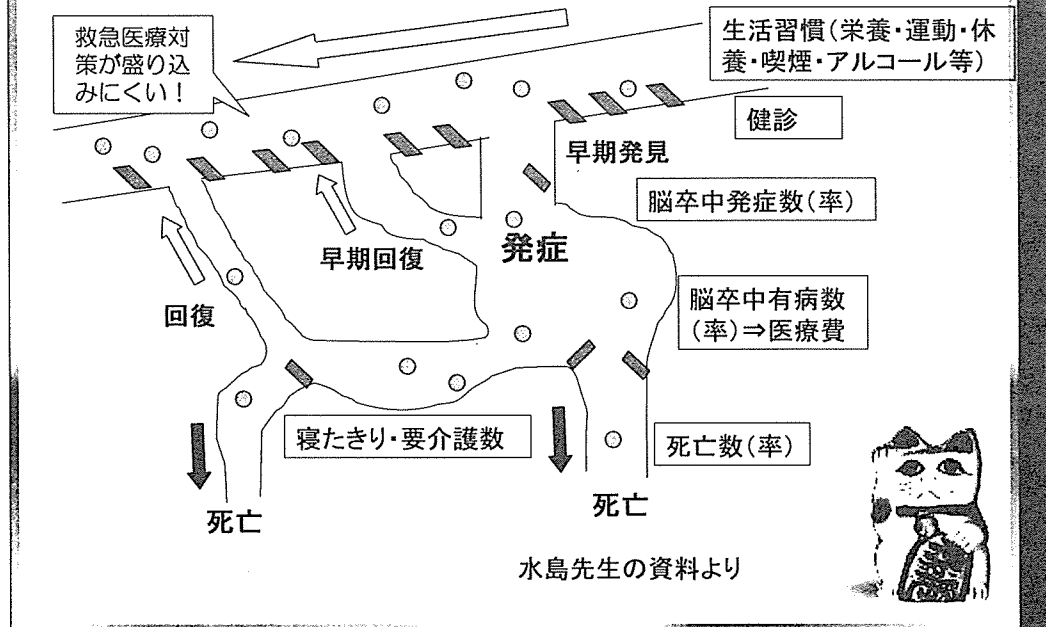 救急医療対
策が盛り込
みにくい！
生活習慣（栄養・運動・休
養・喫煙・アルコール等）
健診
早期発見
脳卒中発症数（率）
発症
早期回復
回復
脳卒中有病数
（率）⇒医療費
寝たきり・要介護数
死亡数（率）
死亡
死亡
水島先生の資料より